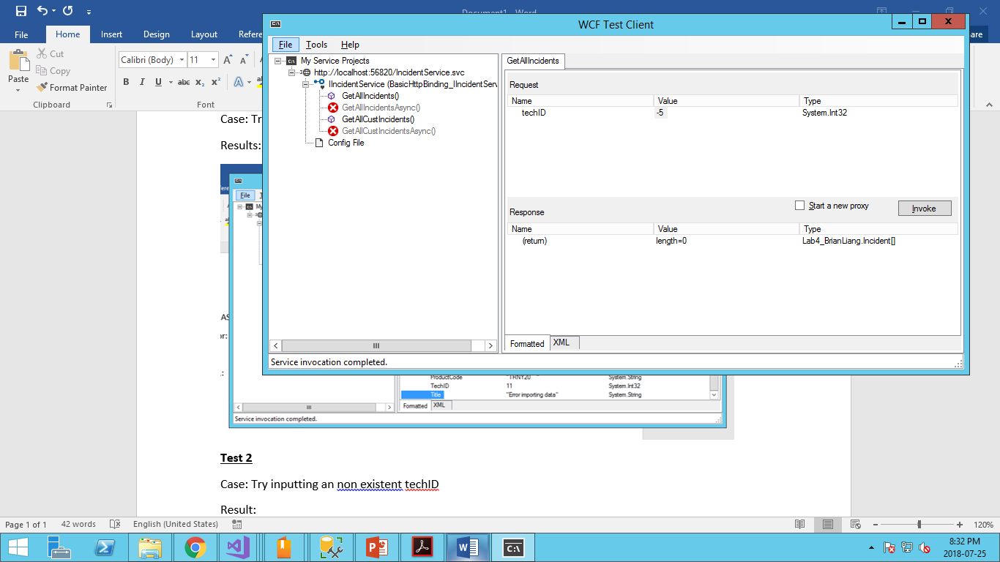 Document1 - Word
WCF Test Client
File
Home
Insert
Design
Layout
File
Tools
Help
Paste
Cut
Copy
Format Painter
Clipboard
Calibri (Body)
11
B
I
U
abc
Font
My Service Projects
http://localhost:56820/IncidentService.svc
IIncidentService (BasicHttpBinding_IIncidentServ
GetAllIncidents()
GetAllIncidentsAsync()
GetAllCustIncidents()
GetAllCustIncidentsAsync()
Config File
GetAllIncidents
Request
Name Value Type
techID -5 System.Int32
Start a new proxy
Invoke
Response
Name Value Type
(return) length=0 Lab4_BrianLiang.Incident[]
Formatted
XML
Service invocation completed.
Case: Tr
Results:
File
ProductCode "TRNY20 " System.String
TechID 11 System.Int32
Title "Error importing data" System.String
Formatted XML
Service invocation completed.
Test 2
Case: Try inputting an non existent techID
Result:
Page 1 of 1
42 words
English (United States)
120%
8:32 PM
2018-07-25